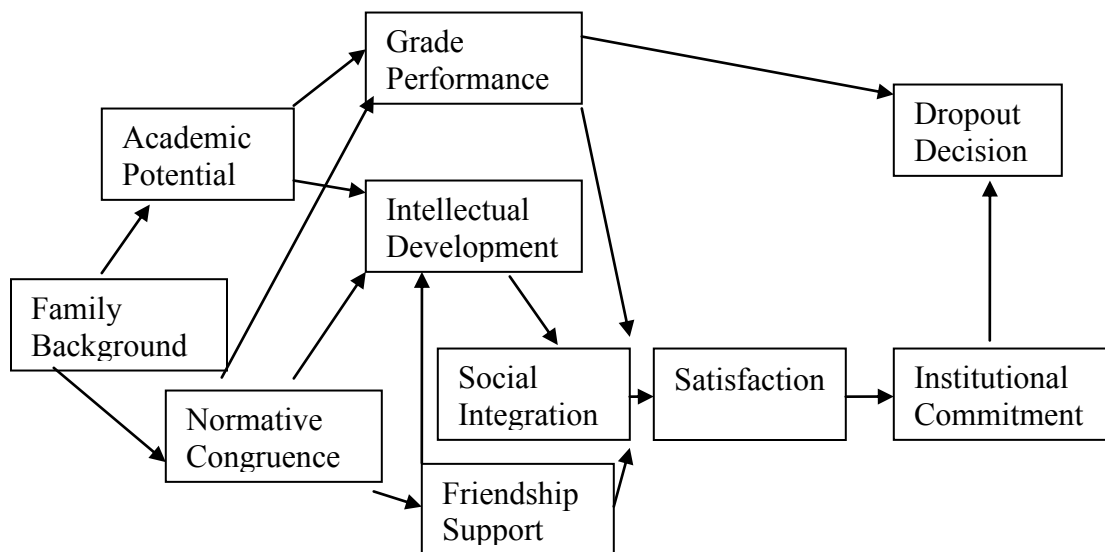 Grade
Performance
Academic
Potential
Dropout
Decision
Intellectual
Development
Family
Background
Normative
Congruence
Social
Integration
Satisfaction
Institutional
Commitment
Friendship
Support